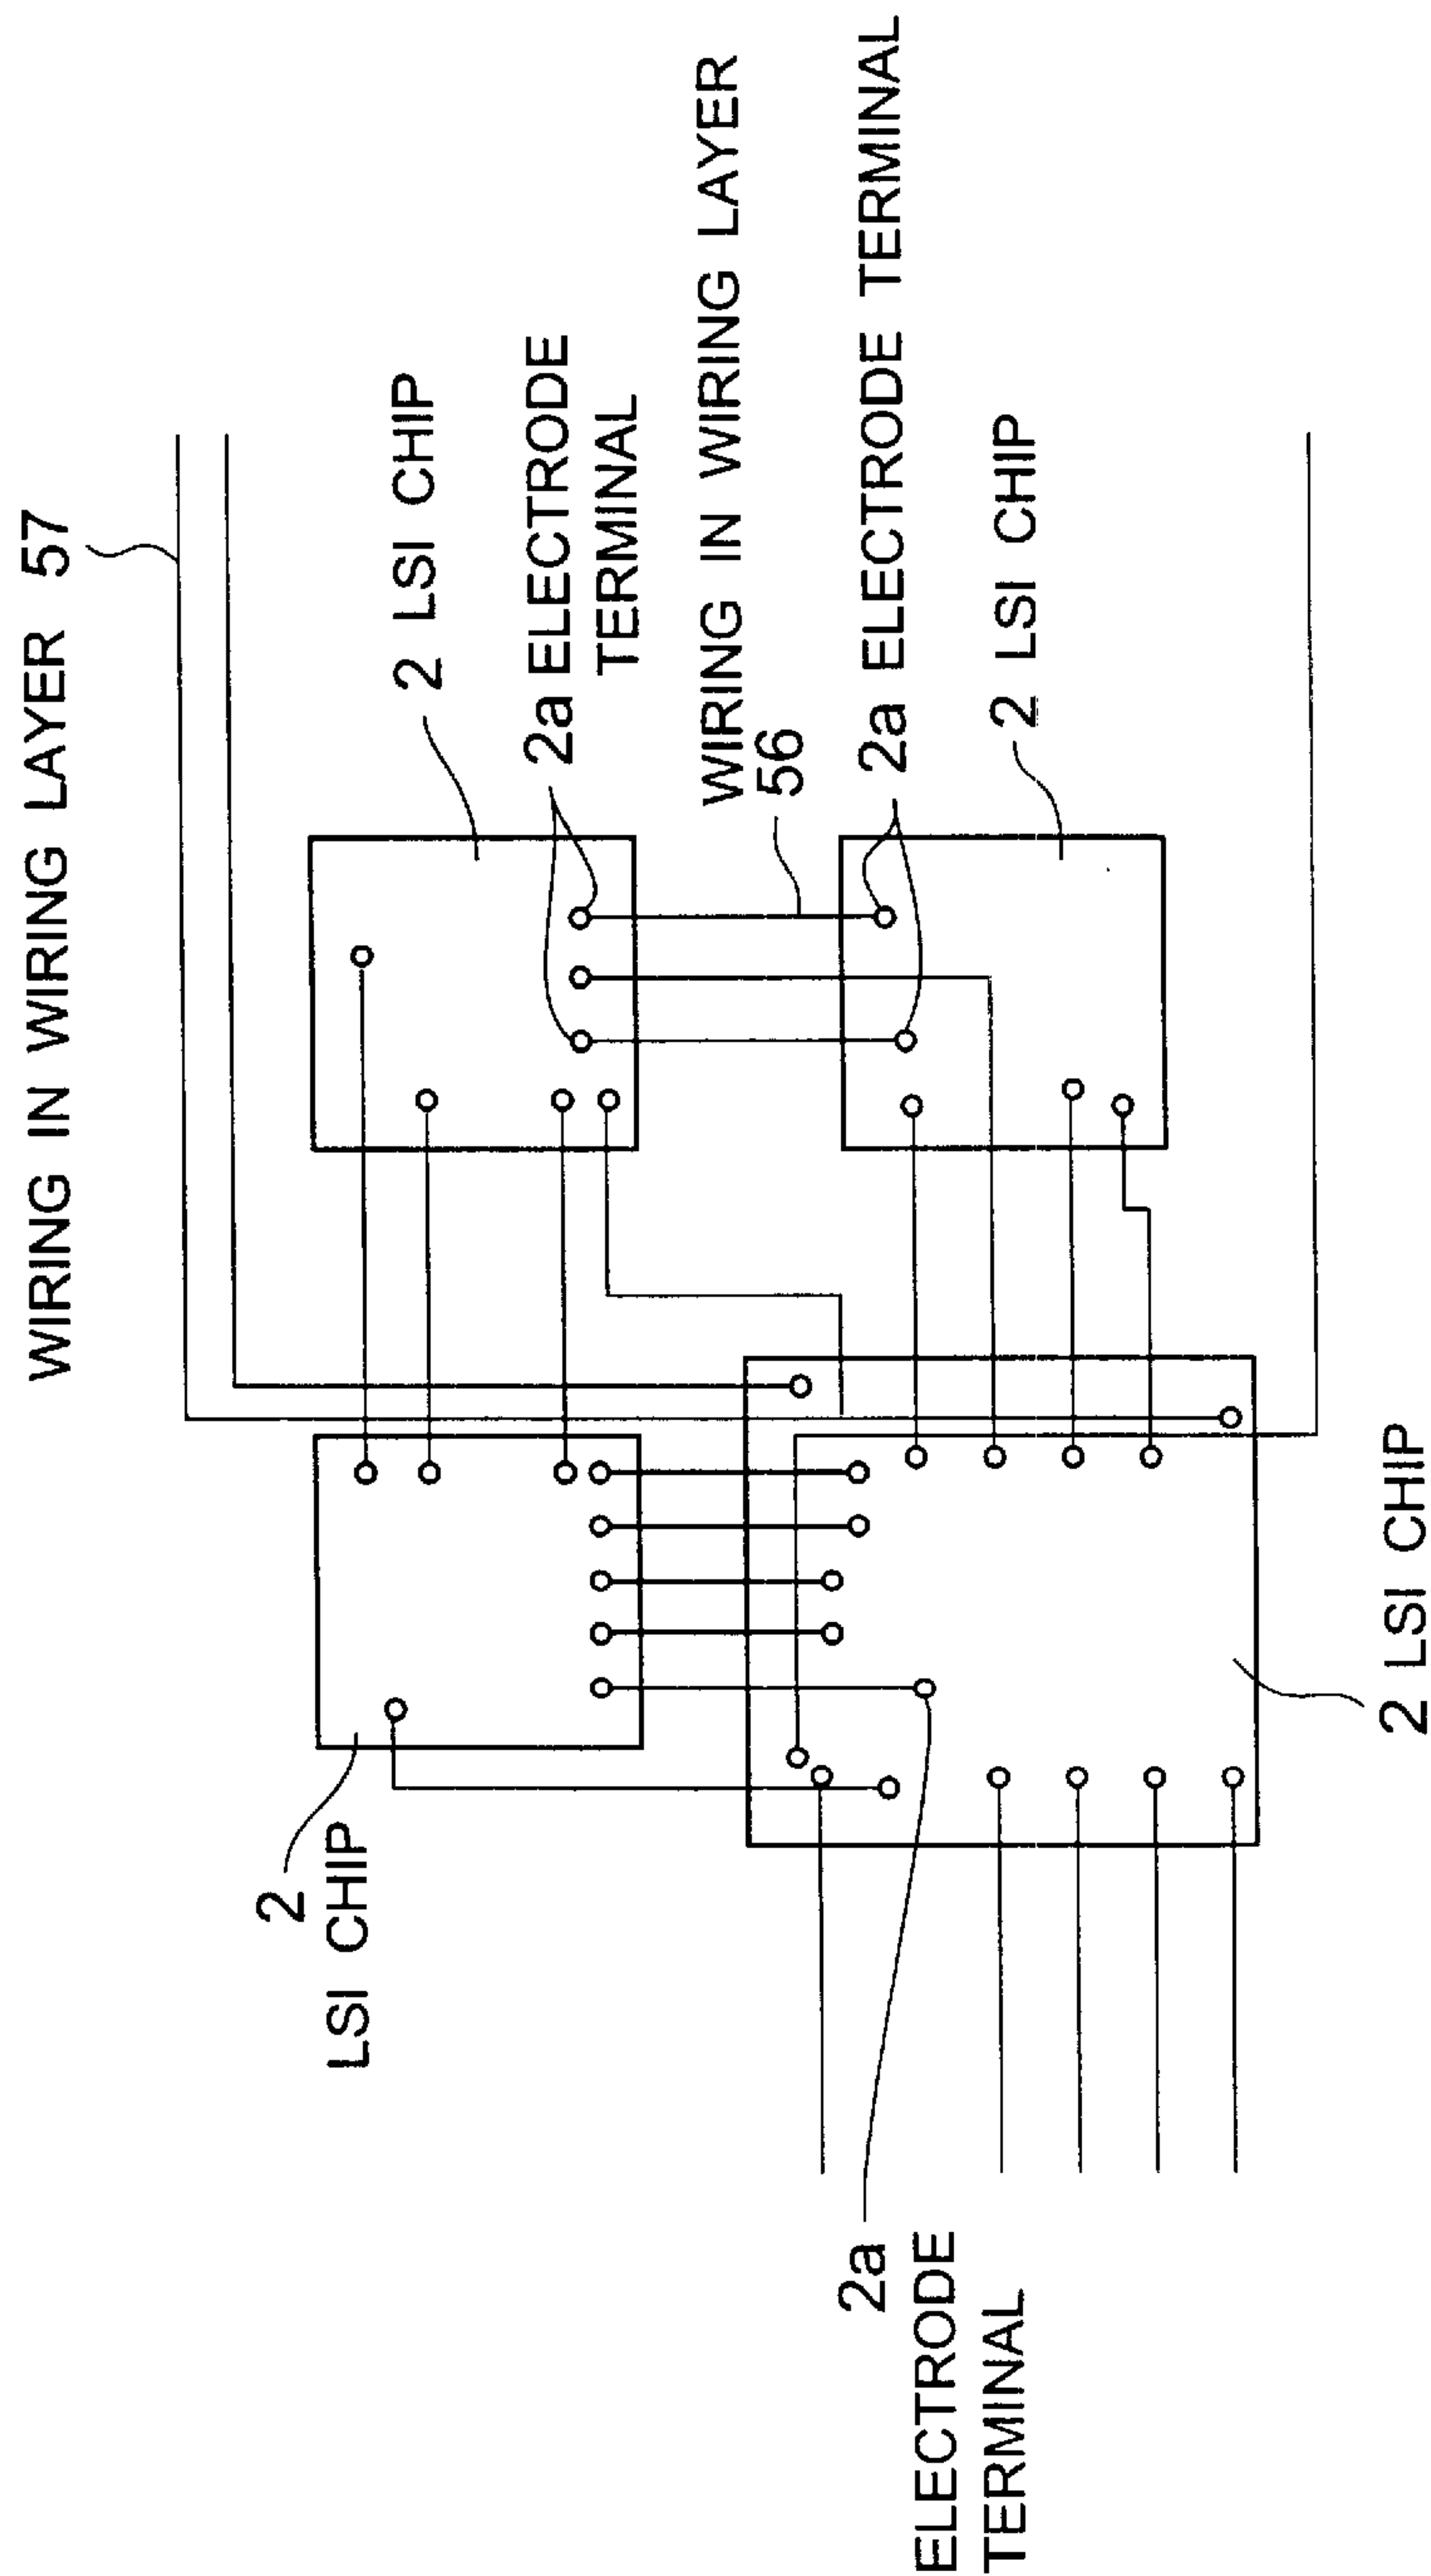 WIRING IN WIRING LAYER 57
2 LSI CHIP
2a ELECTRODE
TERMINAL
WIRING IN WIRING LAYER
56
2a ELECTRODE TERMINAL
2 LSI CHIP
2
LSI CHIP
2a
ELECTRODE
TERMINAL
2 LSI CHIP